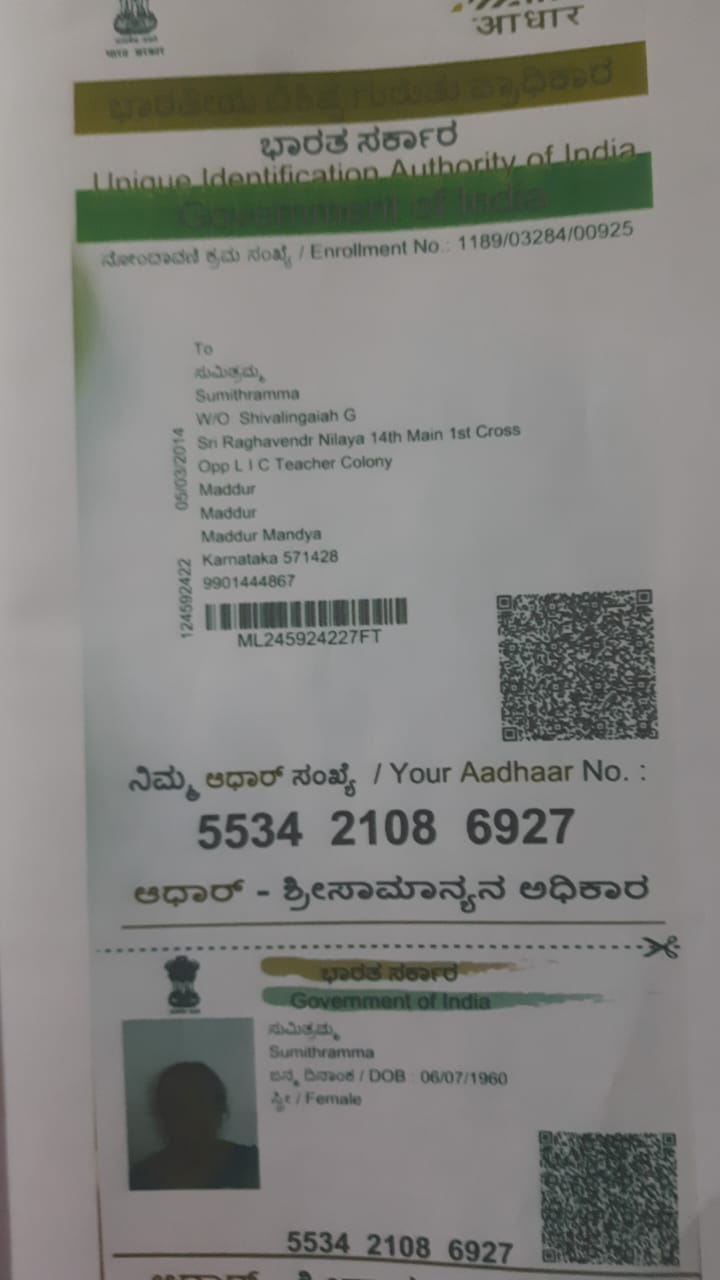 भारत सरकार
आधार
ಭಾರತೀಯ ವಿಶಿಷ್ಟ ಗುರುತು ಪ್ರಾಧಿಕಾರ
ಭಾರತ ಸರ್ಕಾರ
Unique Identification Authority of India
Government of India
ನೋಂದಾವಣಿ ಕ್ರಮ ಸಂಖ್ಯೆ / Enrollment No.: 1189/03284/00925
To
ಸುಮಿತ್ರಮ್ಮ
Sumithramma
W/O Shivalingaiah G
Sri Raghavendr Nilaya 14th Main 1st Cross
Opp L I C Teacher Colony
Maddur
Maddur
Maddur Mandya
Karnataka 571428
9901444867
05/03/2014
124592422
ML245924227FT
ನಿಮ್ಮ ಆಧಾರ್ ಸಂಖ್ಯೆ / Your Aadhaar No. :
5534 2108 6927
ಆಧಾರ್ - ಶ್ರೀಸಾಮಾನ್ಯನ ಅಧಿಕಾರ
ಭಾರತ ಸರ್ಕಾರ
Government of India
ಸುಮಿತ್ರಮ್ಮ
Sumithramma
ಜನ್ಮ ದಿನಾಂಕ / DOB : 06/07/1960
ಸ್ತ್ರೀ / Female
5534 2108 6927